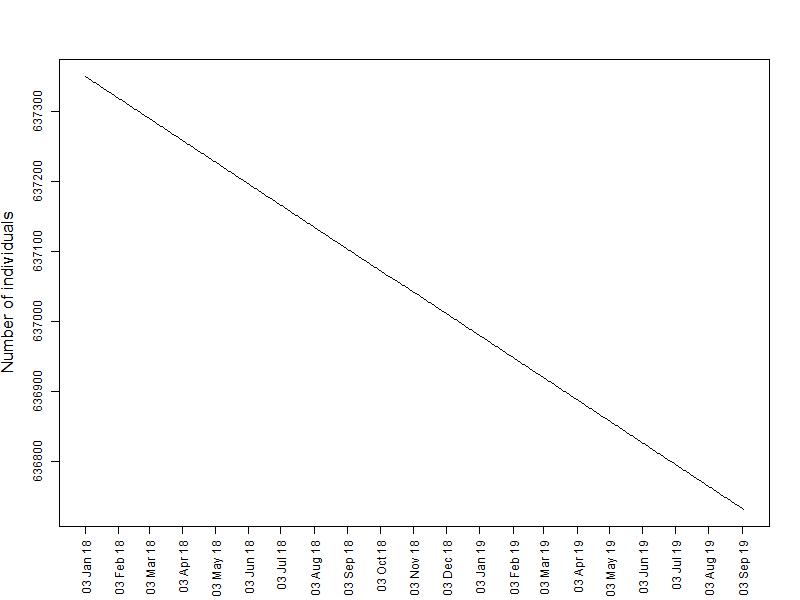 Number of individuals
637300
637200
637100
637000
636900
636800
03 Jan 18
03 Feb 18
03 Mar 18
03 Apr 18
03 May 18
03 Jun 18
03 Jul 18
03 Aug 18
03 Sep 18
03 Oct 18
03 Nov 18
03 Dec 18
03 Jan 19
03 Feb 19
03 Mar 19
03 Apr 19
03 May 19
03 Jun 19
03 Jul 19
03 Aug 19
03 Sep 19